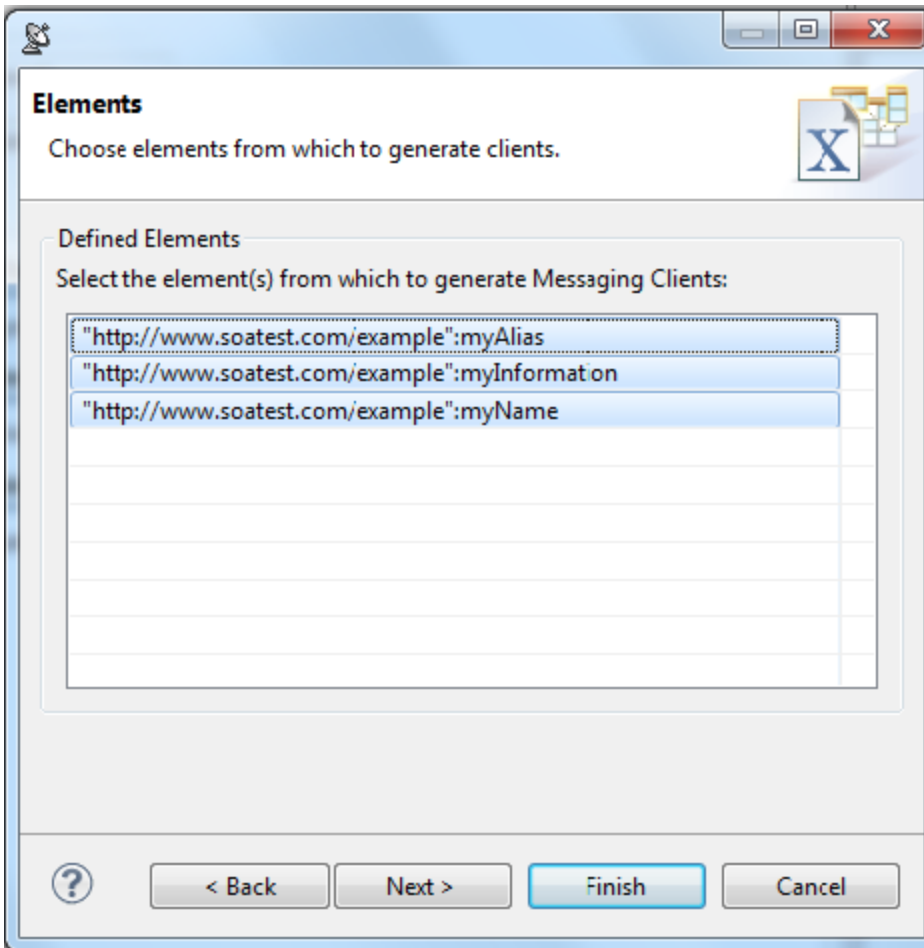 Elements
Choose elements from which to generate clients.
X
Defined Elements
Select the element(s) from which to generate Messaging Clients:
"http://www.soatest.com/example":myAlias
"http://www.soatest.com/example":myInformation
"http://www.soatest.com/example":myName
?
< Back
Next >
Finish
Cancel